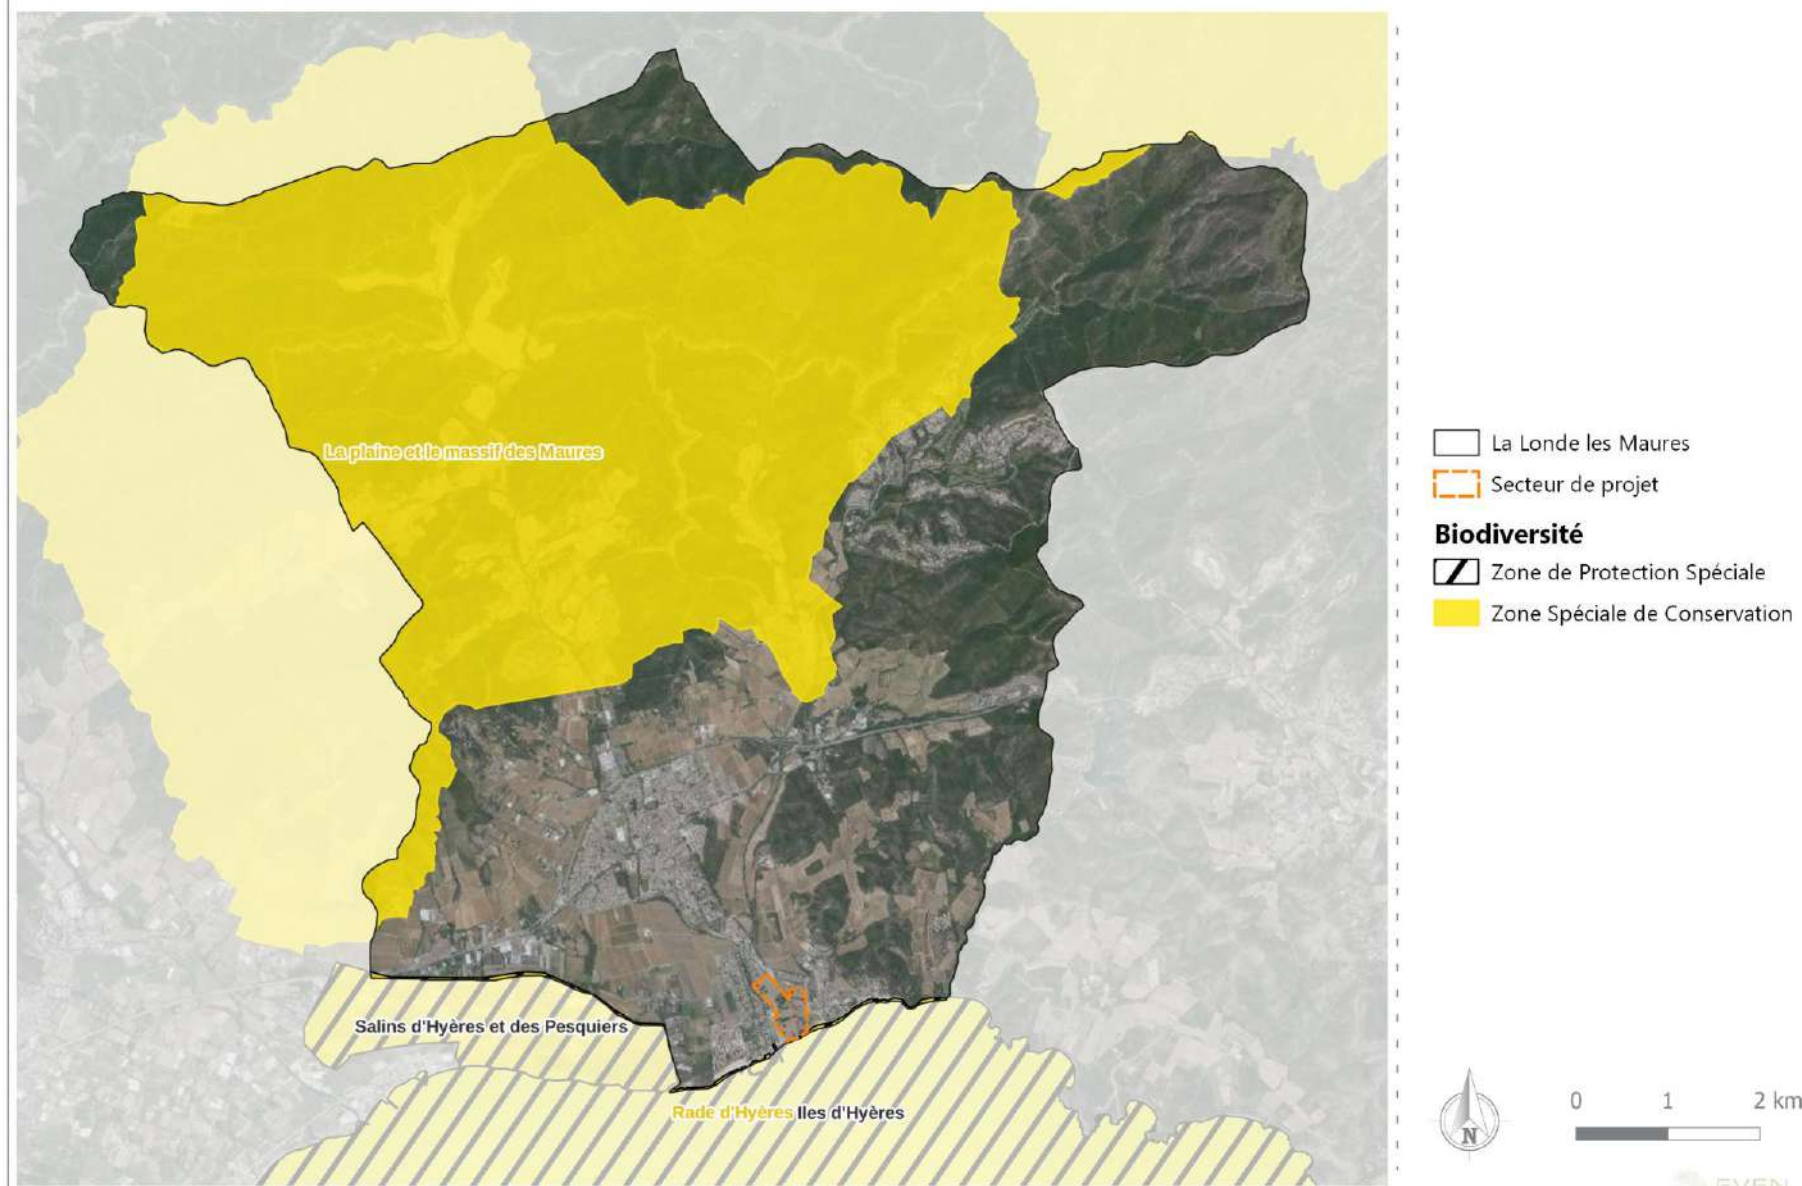 La plaine et le massif des Maures
Salins d'Hyères et des Pesquiers
Rade d'Hyères Iles d'Hyères
La Londe les Maures
Secteur de projet
Biodiversité
Zone de Protection Spéciale
Zone Spéciale de Conservation
N
0 1 2 km
EVEN